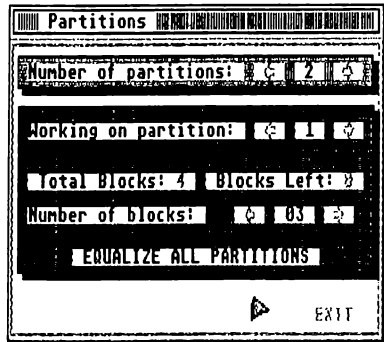 Partitions
Number of partitions: 2
Working on partition: 1
Total Blocks: 4 Blocks Left: 0
Number of blocks: 03
EQUALIZE ALL PARTITIONS
EXIT